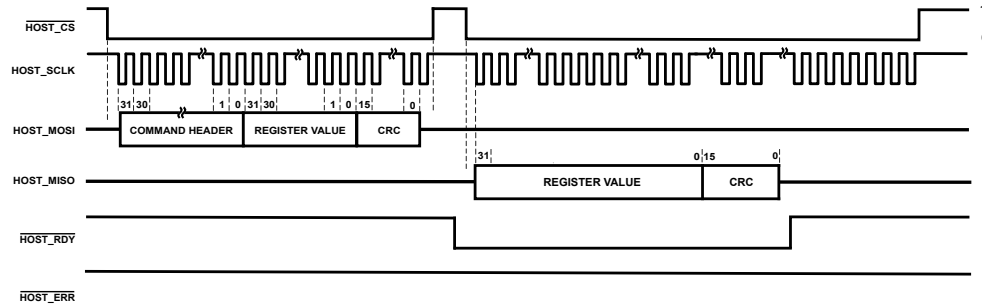 HOST_CS
HOST_SCLK
31 30 1 0 31 30 1 0 15 0
HOST_MOSI COMMAND HEADER REGISTER VALUE CRC
31 0 15 0
HOST_MISO REGISTER VALUE CRC
HOST_RDY
HOST_ERR